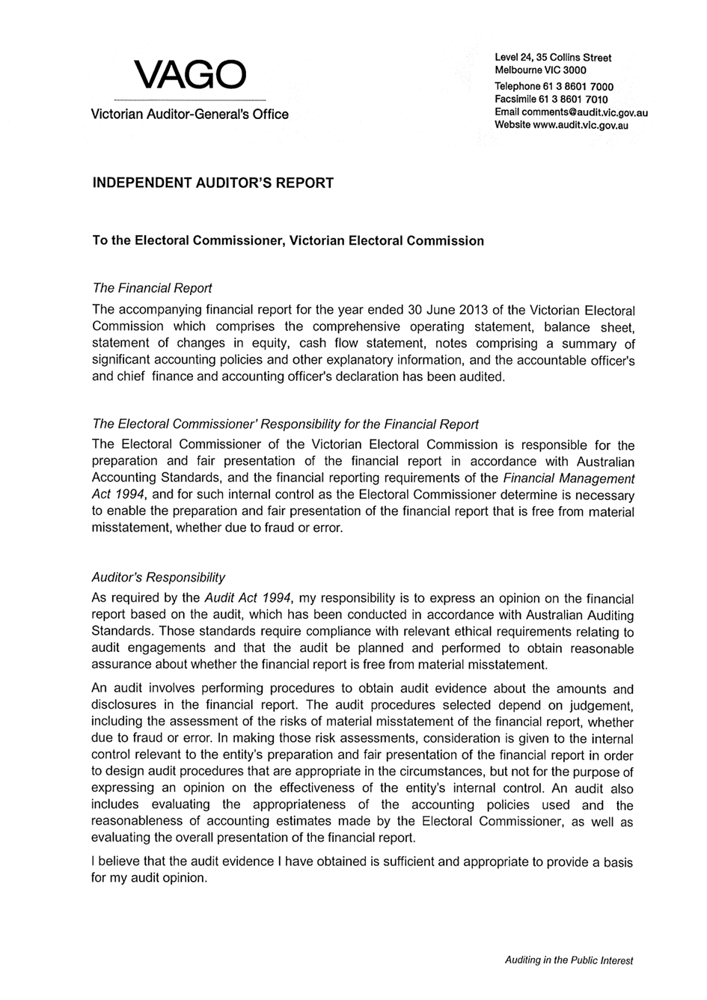 VAGO
Victorian Auditor-General's Office
Level 24, 35 Collins Street
Melbourne VIC 3000
Telephone 61 3 8601 7000
Facsimile 61 3 8601 7010
Email comments@audit.vic.gov.au
Website www.audit.vic.gov.au
INDEPENDENT AUDITOR'S REPORT
To the Electoral Commissioner, Victorian Electoral Commission
The Financial Report
The accompanying financial report for the year ended 30 June 2013 of the Victorian Electoral
Commission which comprises the comprehensive operating statement, balance sheet,
statement of changes in equity, cash flow statement, notes comprising a summary of
significant accounting policies and other explanatory information, and the accountable officer's
and chief finance and accounting officer's declaration has been audited.
The Electoral Commissioner' Responsibility for the Financial Report
The Electoral Commissioner of the Victorian Electoral Commission is responsible for the
preparation and fair presentation of the financial report in accordance with Australian
Accounting Standards, and the financial reporting requirements of the Financial Management
Act 1994, and for such internal control as the Electoral Commissioner determine is necessary
to enable the preparation and fair presentation of the financial report that is free from material
misstatement, whether due to fraud or error.
Auditor's Responsibility
As required by the Audit Act 1994, my responsibility is to express an opinion on the financial
report based on the audit, which has been conducted in accordance with Australian Auditing
Standards. Those standards require compliance with relevant ethical requirements relating to
audit engagements and that the audit be planned and performed to obtain reasonable
assurance about whether the financial report is free from material misstatement.
An audit involves performing procedures to obtain audit evidence about the amounts and
disclosures in the financial report. The audit procedures selected depend on judgement,
including the assessment of the risks of material misstatement of the financial report, whether
due to fraud or error. In making those risk assessments, consideration is given to the internal
control relevant to the entity's preparation and fair presentation of the financial report in order
to design audit procedures that are appropriate in the circumstances, but not for the purpose of
expressing an opinion on the effectiveness of the entity's internal control. An audit also
includes evaluating the appropriateness of the accounting policies used and the
reasonableness of accounting estimates made by the Electoral Commissioner, as well as
evaluating the overall presentation of the financial report.
I believe that the audit evidence I have obtained is sufficient and appropriate to provide a basis
for my audit opinion.
Auditing in the Public Interest